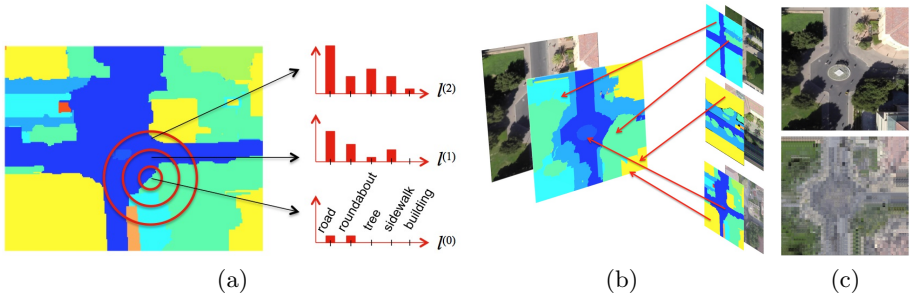 l(2)
l(1)
road
roundabout
tree
sidewalk
building
l(0)
(a)
(b)
(c)